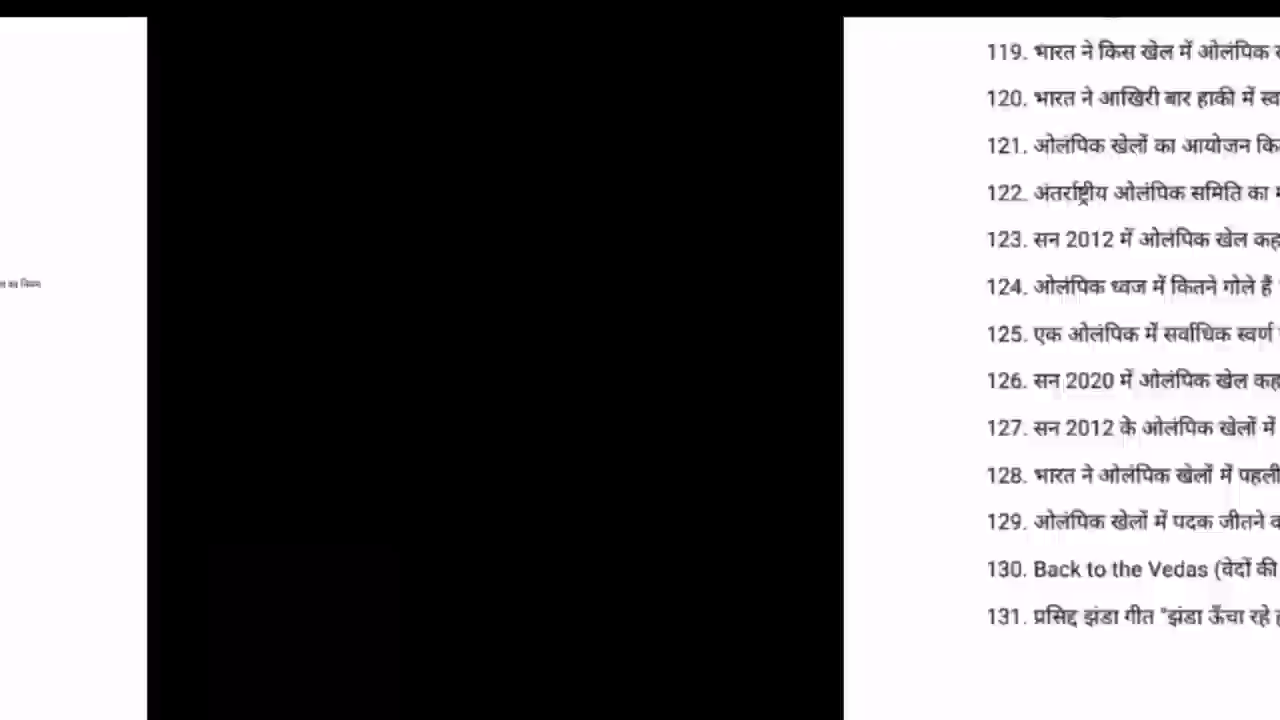 का नियम
119. भारत ने किस खेल में ओलंपिक
120. भारत ने आखिरी बार हाकी में
121. ओलंपिक खेलों का आयोजन
122. अंतर्राष्ट्रीय ओलंपिक समिति का
123. सन 2012 में ओलंपिक खेल
124. ओलंपिक ध्वज में कितने गोले हैं
125. एक ओलंपिक में सर्वाधिक स्वर्ण
126. सन 2020 में ओलंपिक खेल
127. सन 2012 के ओलंपिक खेलों में
128. भारत ने ओलंपिक खेलों में पहली
129. ओलंपिक खेलों में पदक जीतने
130. Back to the Vedas (वेदों की
131. प्रसिद्द झंडा गीत "झंडा ऊँचा रहे